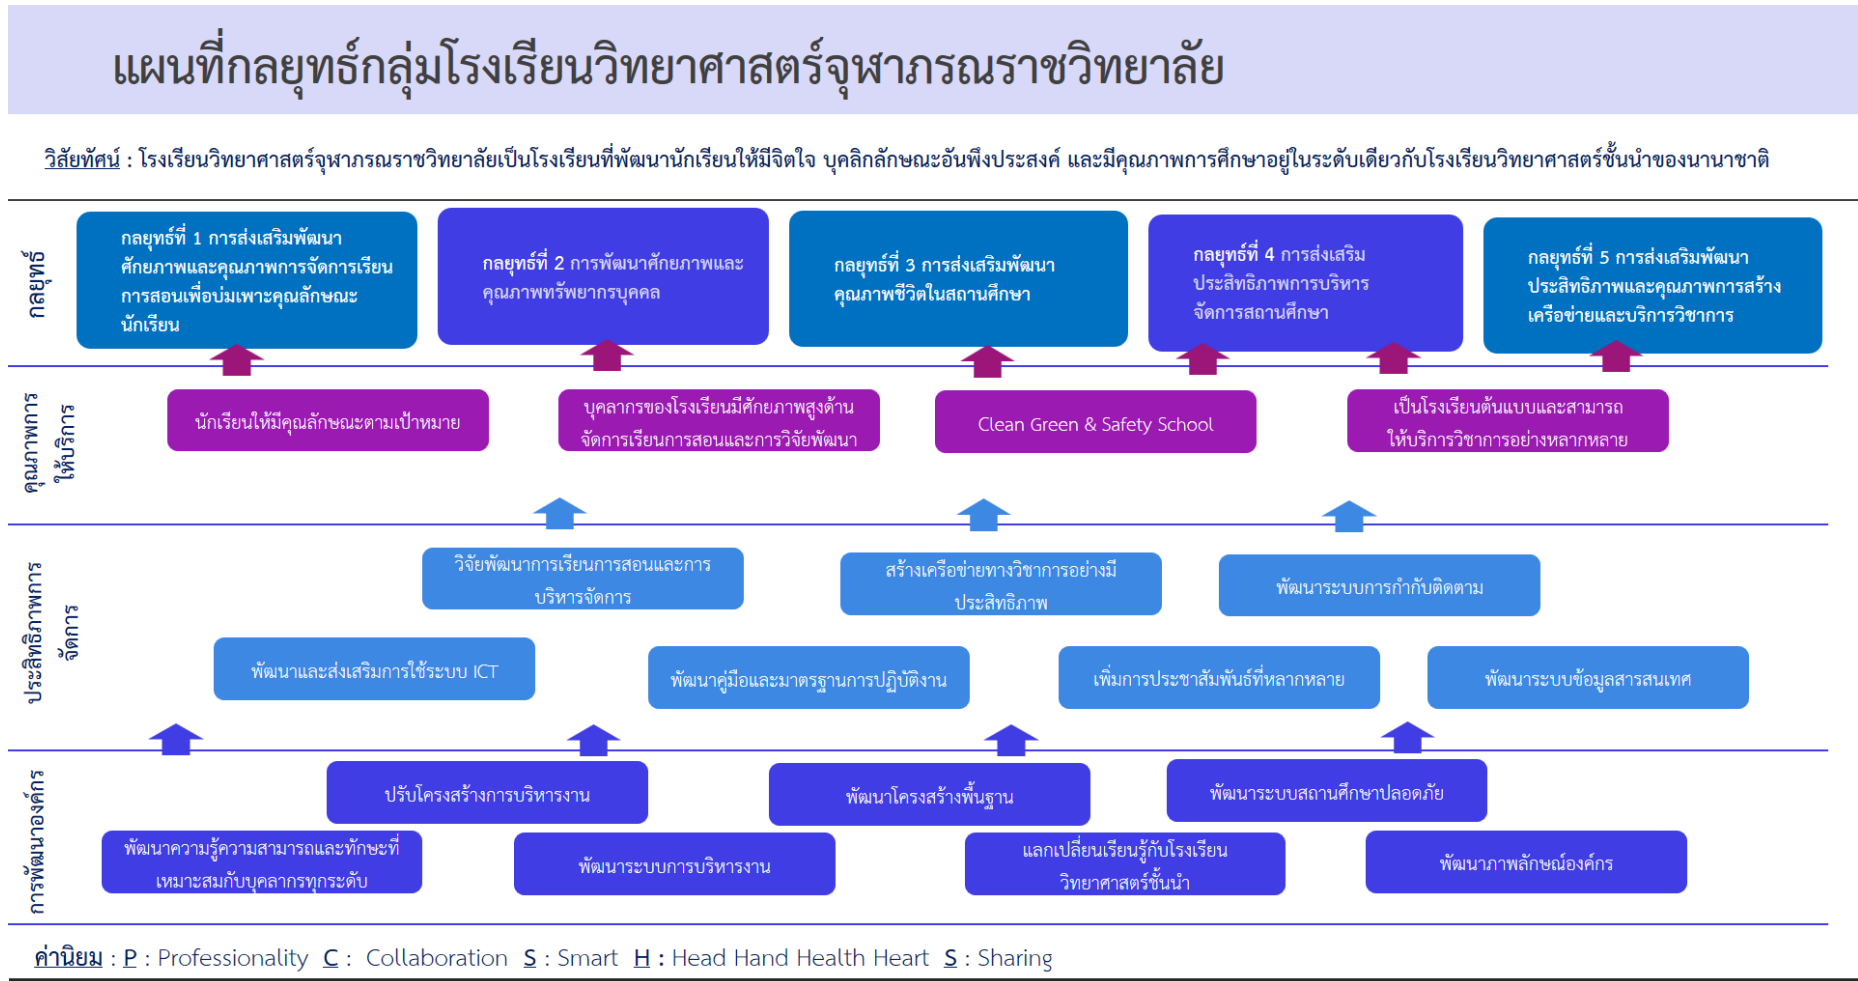 แผนที่กลยุทธ์กลุ่มโรงเรียนวิทยาศาสตร์จุฬาภรณราชวิทยาลัย
วิสัยทัศน์ : โรงเรียนวิทยาศาสตร์จุฬาภรณราชวิทยาลัยเป็นโรงเรียนที่พัฒนานักเรียนให้มีจิตใจ บุคลิกลักษณะอันพึงประสงค์ และมีคุณภาพการศึกษาอยู่ในระดับเดียวกับโรงเรียนวิทยาศาสตร์ชั้นนำของนานาชาติ
กลยุทธ์
กลยุทธ์ที่ 1 การส่งเสริมพัฒนา
ศักยภาพและคุณภาพการจัดการเรียน
การสอนเพื่อบ่มเพาะคุณลักษณะ
นักเรียน
กลยุทธ์ที่ 2 การพัฒนาศักยภาพและ
คุณภาพทรัพยากรบุคคล
กลยุทธ์ที่ 3 การส่งเสริมพัฒนา
คุณภาพชีวิตในสถานศึกษา
กลยุทธ์ที่ 4 การส่งเสริม
ประสิทธิภาพการบริหาร
จัดการสถานศึกษา
กลยุทธ์ที่ 5 การส่งเสริมพัฒนา
ประสิทธิภาพและคุณภาพการสร้าง
เครือข่ายและบริการวิชาการ
คุณภาพการ
ให้บริการ
นักเรียนให้มีคุณลักษณะตามเป้าหมาย
บุคลากรของโรงเรียนมีศักยภาพสูงด้าน
จัดการเรียนการสอนและการวิจัยพัฒนา
Clean Green & Safety School
เป็นโรงเรียนต้นแบบและสามารถ
ให้บริการวิชาการอย่างหลากหลาย
ประสิทธิภาพการ
จัดการ
วิจัยพัฒนาการเรียนการสอนและการ
บริหารจัดการ
สร้างเครือข่ายทางวิชาการอย่างมี
ประสิทธิภาพ
พัฒนาระบบการกำกับติดตาม
พัฒนาและส่งเสริมการใช้ระบบ ICT
พัฒนาคู่มือและมาตรฐานการปฏิบัติงาน
เพิ่มการประชาสัมพันธ์ที่หลากหลาย
พัฒนาระบบข้อมูลสารสนเทศ
การพัฒนาองค์กร
ปรับโครงสร้างการบริหารงาน
พัฒนาโครงสร้างพื้นฐาน
พัฒนาระบบสถานศึกษาปลอดภัย
พัฒนาความรู้ความสามารถและทักษะที่
เหมาะสมกับบุคลากรทุกระดับ
พัฒนาระบบการบริหารงาน
แลกเปลี่ยนเรียนรู้กับโรงเรียน
วิทยาศาสตร์ชั้นนำ
พัฒนาภาพลักษณ์องค์กร
ค่านิยม : P : Professionality C : Collaboration S : Smart H : Head Hand Health Heart S : Sharing